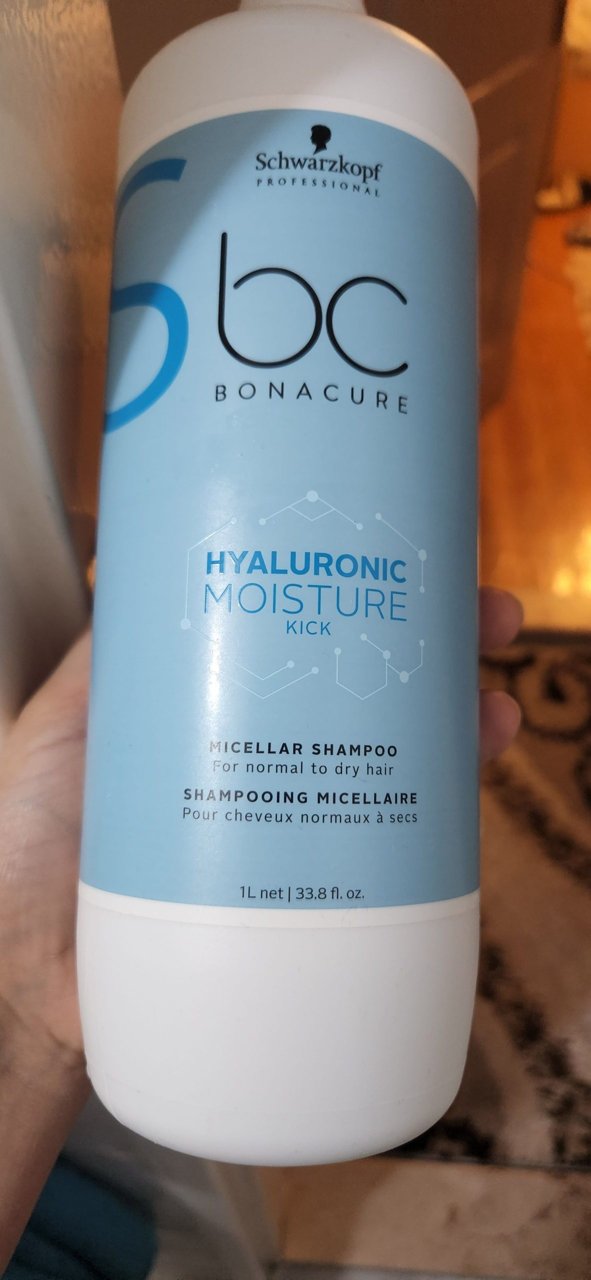 Schwarzkopf
PROFESSIONAL
bc
BONACURE
HYALURONIC
MOISTURE
KICK
MICELLAR SHAMPOO
For normal to dry hair
SHAMPOOING MICELLAIRE
Pour cheveux normaux à secs
1L net | 33.8 fl. oz.